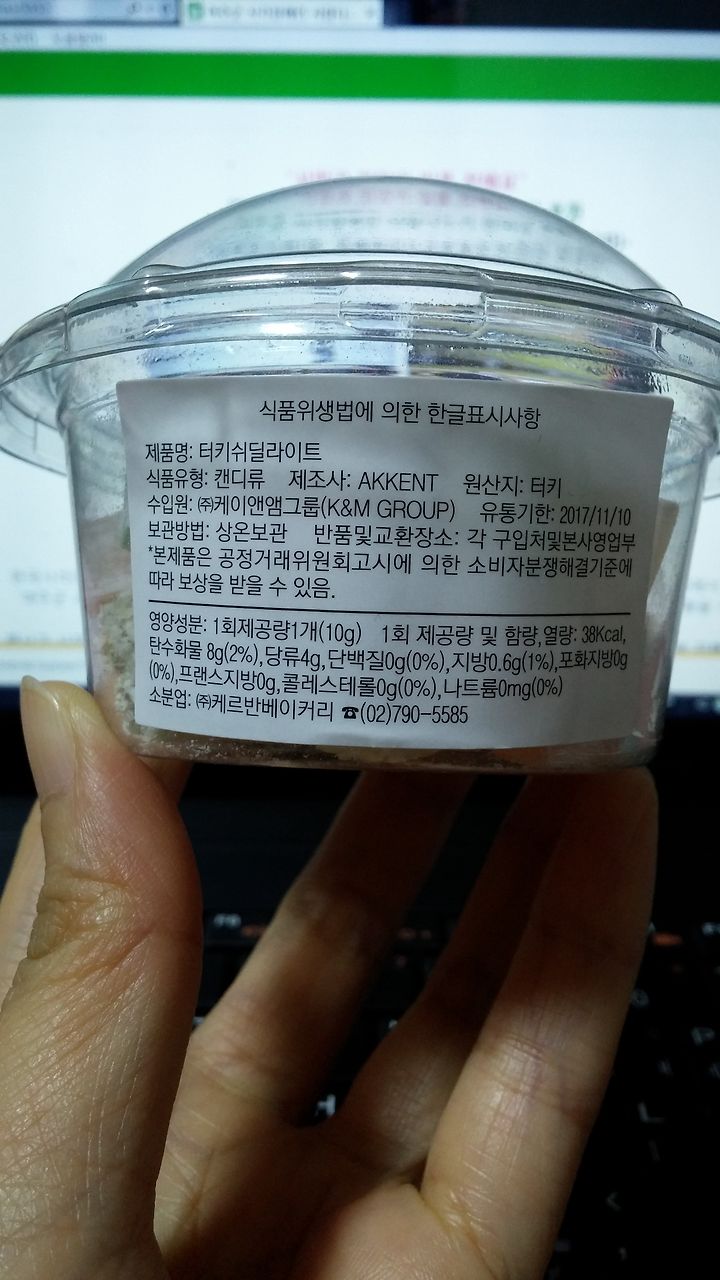 식품위생법에 의한 한글표시사항
제품명: 터키쉬딜라이트
식품유형: 캔디류 제조사: AKKENT 원산지: 터키
수입원: ㈜케이앤앰그룹(K&M GROUP) 유통기한: 2017/11/10
보관방법: 상온보관 반품및교환장소: 각 구입처및본사영업부
*본제품은 공정거래위원회고시에 의한 소비자분쟁해결기준에
따라 보상을 받을 수 있음.
영양성분: 1회제공량1개(10g) 1회 제공량 및 함량,열량: 38Kcal,
탄수화물 8g(2%),당류4g,단백질0g(0%),지방0.6g(1%),포화지방0g
(0%),프랜스지방0g,콜레스테롤0g(0%),나트륨0mg(0%)
소분업: ㈜케르반베이커리 ☎(02)790-5585